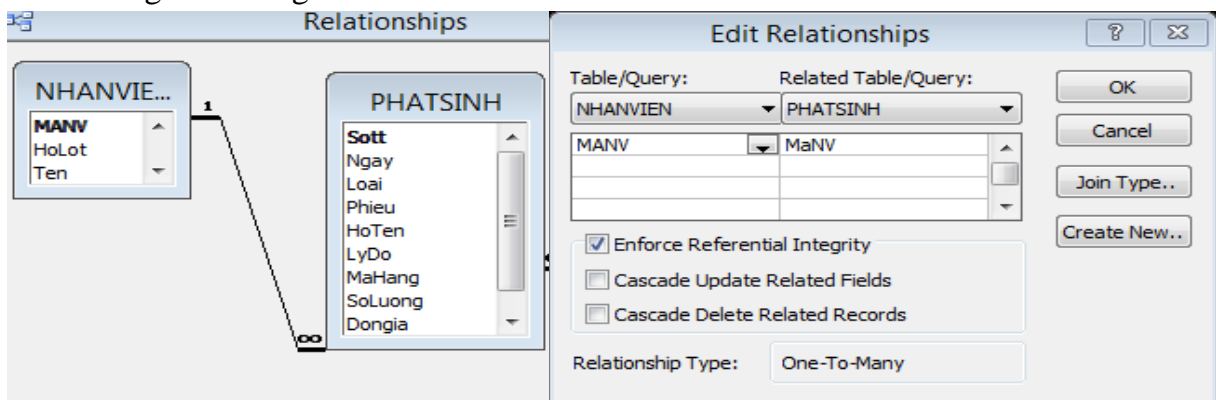 Relationships
NHANVIE...
MANV
HoLot
Ten
1
∞
PHATSINH
Sott
Ngay
Loai
Phieu
HoTen
LyDo
MaHang
SoLuong
Dongia
Edit Relationships
Table/Query: Related Table/Query:
NHANVIEN PHATSINH
MANV MaNV
Enforce Referential Integrity
Cascade Update Related Fields
Cascade Delete Related Records
Relationship Type: One-To-Many
OK
Cancel
Join Type..
Create New..